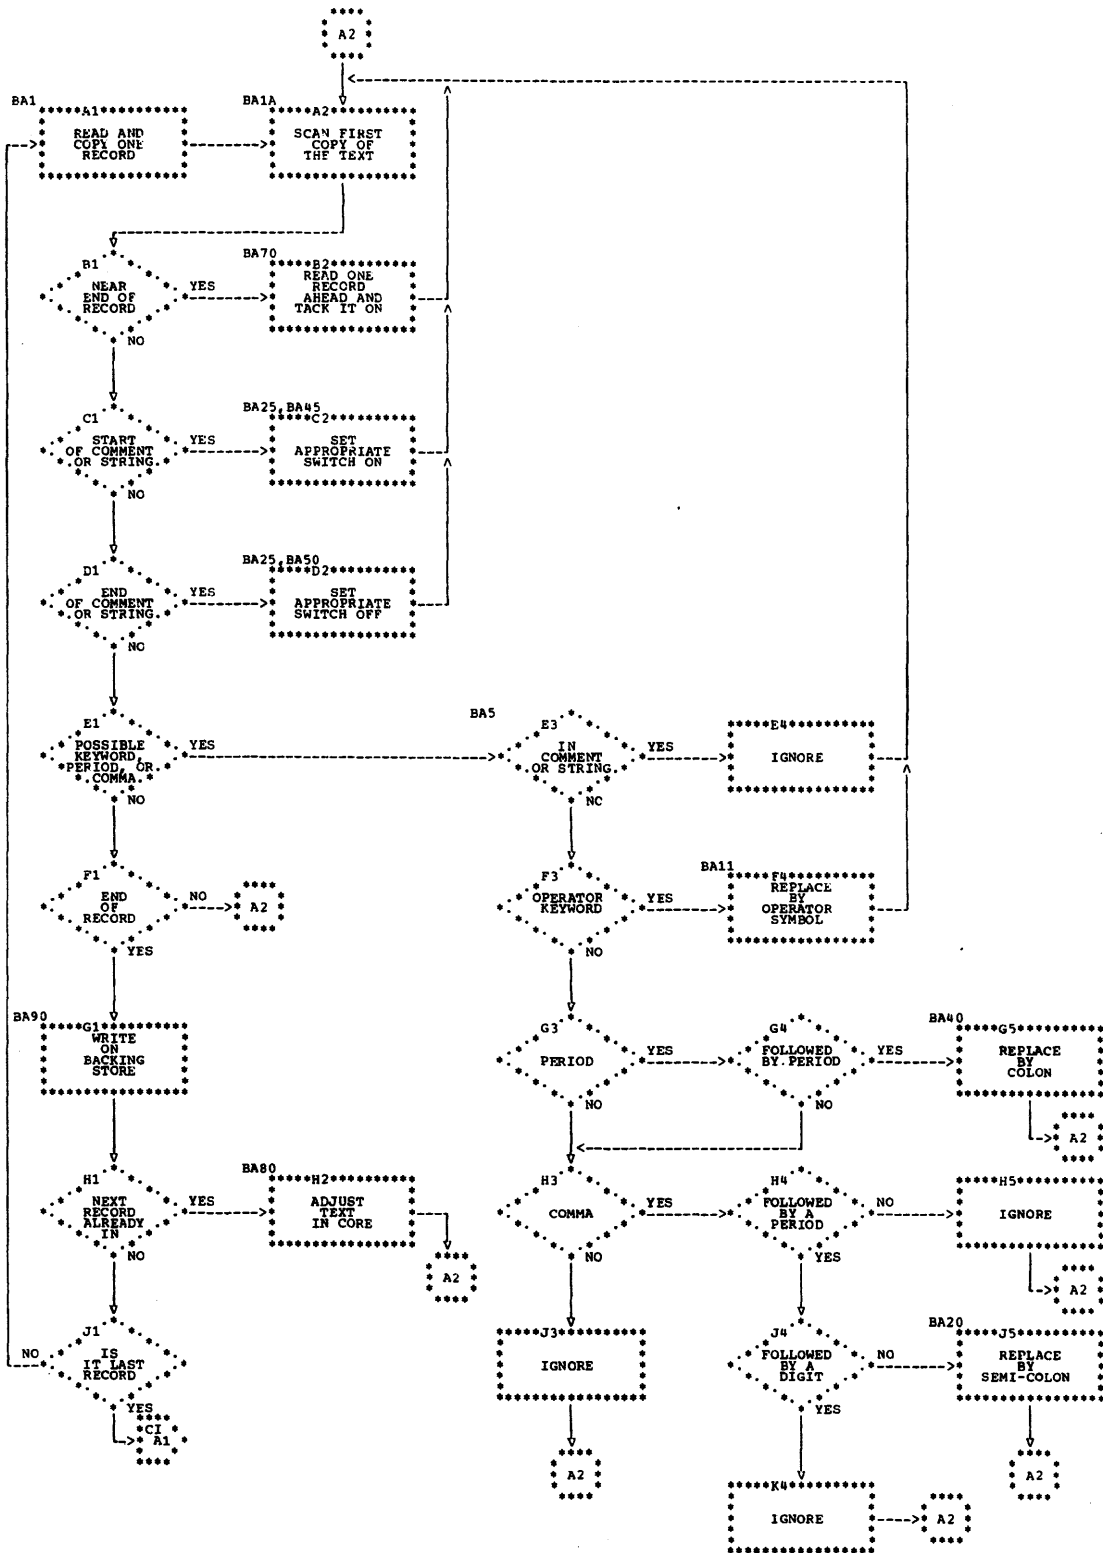 A2
BA1
A1
READ AND
COPY ONE
RECORD
BA1A
A2
SCAN FIRST
COPY OF
THE TEXT
B1
NEAR
END OF
RECORD
YES
NO
BA70
B2
READ ONE
RECORD
AHEAD AND
TACK IT ON
C1
START
OF COMMENT
OR STRING
YES
NO
BA25,BA45
C2
SET
APPROPRIATE
SWITCH ON
D1
END
OF COMMENT
OR STRING
YES
NO
BA25,BA50
D2
SET
APPROPRIATE
SWITCH OFF
E1
POSSIBLE
KEYWORD,
PERIOD, OR
COMMA
YES
NO
BA5
E3
IN
COMMENT
OR STRING
YES
NC
E4
IGNORE
F1
END
OF
RECORD
NO
YES
A2
F3
OPERATOR
KEYWORD
YES
NO
BA11
F4
REPLACE
BY
OPERATOR
SYMBOL
BA90
G1
WRITE
ON
BACKING
STORE
G3
PERIOD
YES
NO
G4
FOLLOWED
BY PERIOD
YES
NO
BA40
G5
REPLACE
BY
COLON
A2
H1
NEXT
RECORD
ALREADY
IN
YES
NO
BA80
H2
ADJUST
TEXT
IN CORE
A2
H3
COMMA
YES
NO
H4
FOLLOWED
BY A
PERIOD
NO
YES
H5
IGNORE
A2
J1
IS
IT LAST
RECORD
NO
YES
CI
A1
J3
IGNORE
A2
J4
FOLLOWED
BY A
DIGIT
NO
YES
BA20
J5
REPLACE
BY
SEMI-COLON
A2
K4
IGNORE
A2